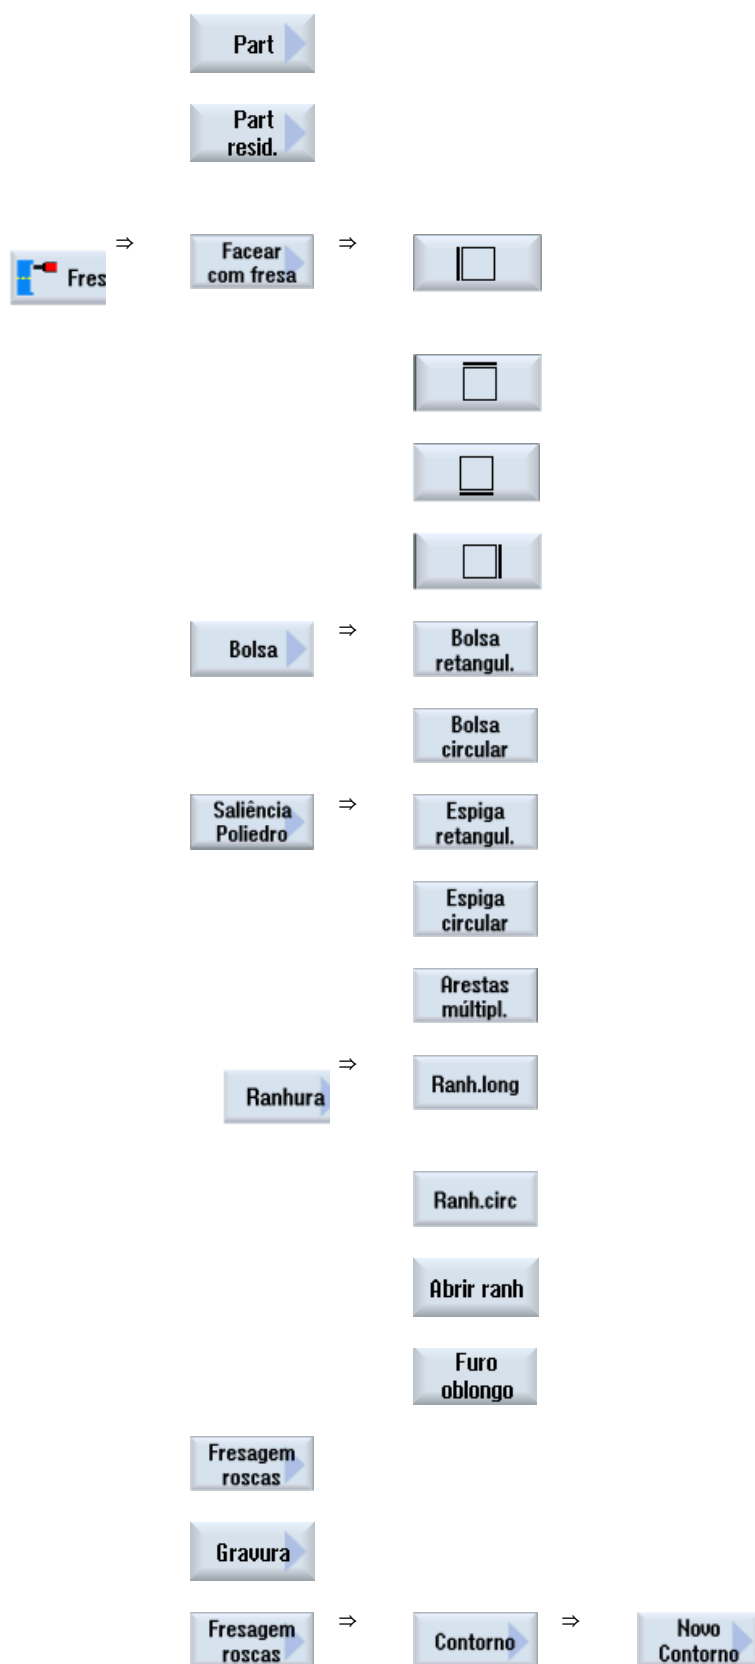 Part
Part
resid.
⇒
⇒
Fres
Facear
com fresa
Bolsa
⇒
Bolsa
retangul.
Bolsa
circular
Saliência
Poliedro
⇒
Espiga
retangul.
Espiga
circular
Arestas
múltipl.
Ranhura
⇒
Ranh.long
Ranh.circ
Abrir ranh
Furo
oblongo
Fresagem
roscas
Gravura
Fresagem
roscas
⇒
Contorno
⇒
Novo
Contorno